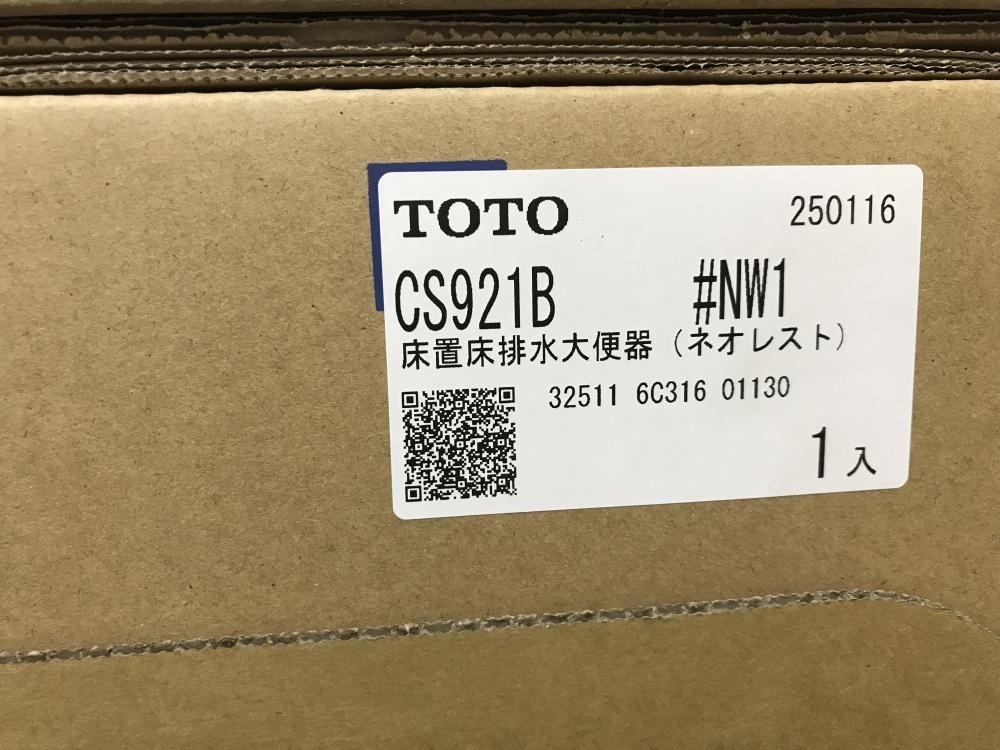 TOTO 250116
CS921B #NW1
床置床排水大便器（ネオレスト）
32511 6C316 01130
1入